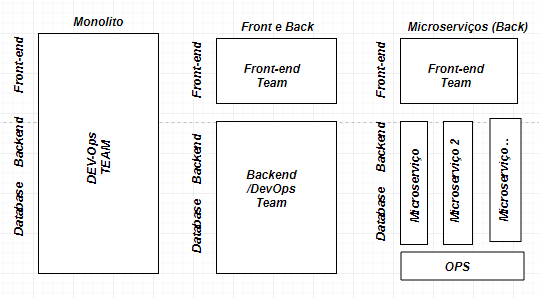 Monolito
Front-end
Backend
Database
DEV-Ops
TEAM
Front e Back
Front-end
Backend
Database
Front-end
Team
Backend
/DevOps
Team
Microserviços (Back)
Front-end
Backend
Database
Front-end
Team
Microserviço
Microserviço 2
Microserviço...
OPS